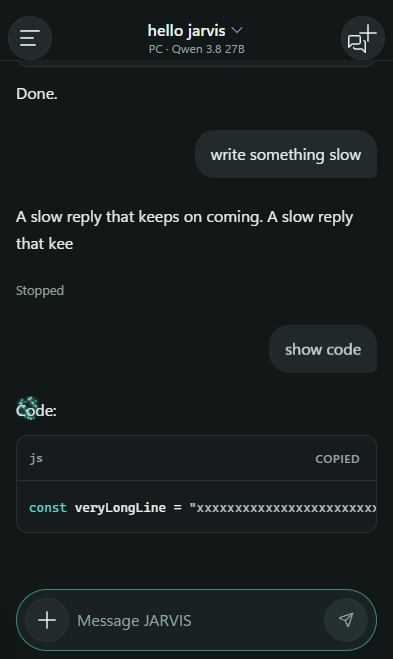 hello jarvis
PC · Qwen 3.8 27B
Done.
write something slow
A slow reply that keeps on coming. A slow reply
that kee
Stopped
show code
Code:
js
COPIED
const veryLongLine = "xxxxxxxxxxxxxxxxxxxxxxxx
Message JARVIS